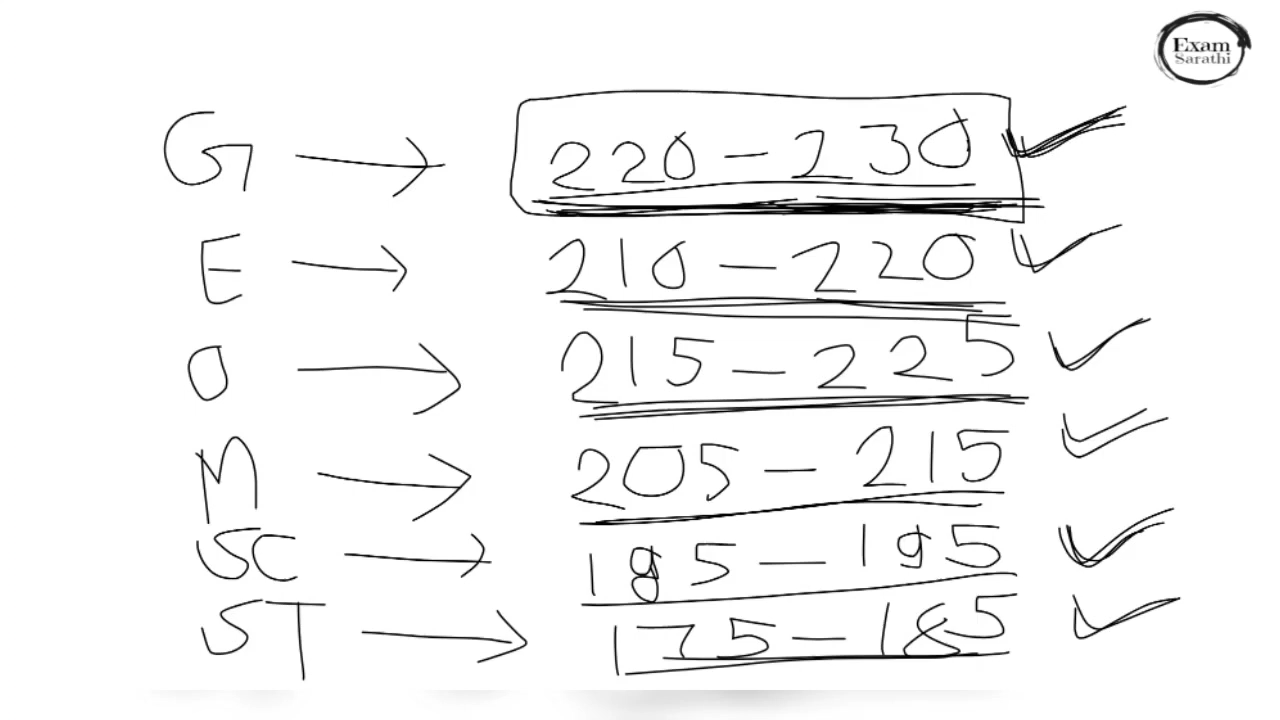 Exam
Sarathi
G → 220 - 230
E → 210 - 220
O → 215 - 225
M → 205 - 215
SC → 185 - 195
ST → 175 - 185